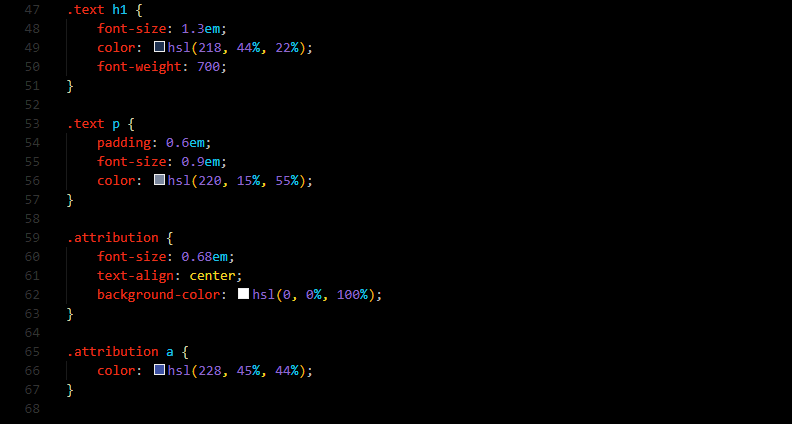 47 .text h1 {
48 font-size: 1.3em;
49 color: hsl(218, 44%, 22%);
50 font-weight: 700;
51 }
52
53 .text p {
54 padding: 0.6em;
55 font-size: 0.9em;
56 color: hsl(220, 15%, 55%);
57 }
58
59 .attribution {
60 font-size: 0.68em;
61 text-align: center;
62 background-color: hsl(0, 0%, 100%);
63 }
64
65 .attribution a {
66 color: hsl(228, 45%, 44%);
67 }
68